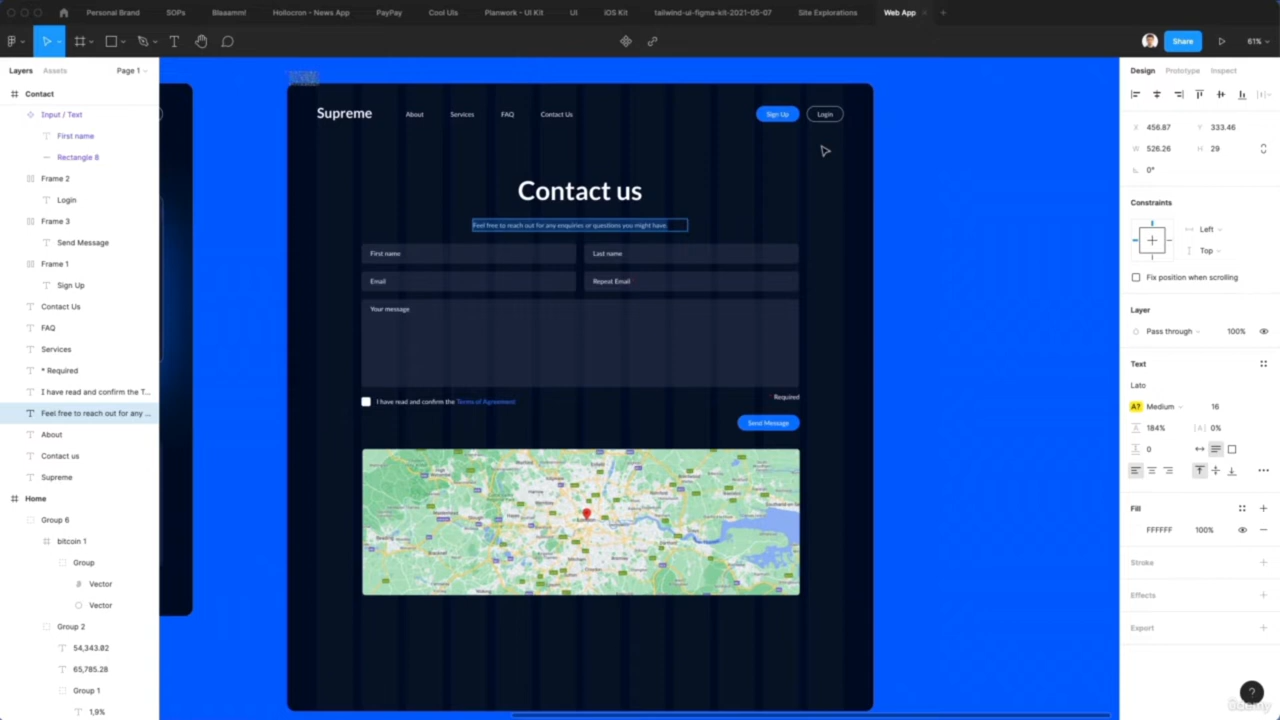 Personal Brand SOPs Blaaamm! Hollocron - News App PayPay Cool UIs Planwork - UI Kit UI iOS Kit tailwind-ui-figma-kit-2021-05-07 Site Explorations Web App
Share 61%
Layers Assets Page 1
Design Prototype Inspect
Contact
Input / Text
First name
Rectangle 8
Frame 2
Login
Frame 3
Send Message
Frame 1
Sign Up
Contact Us
FAQ
Services
* Required
I have read and confirm the T...
Feel free to reach out for any ...
About
Contact us
Supreme
Home
Group 6
bitcoin 1
Group
Vector
Vector
Group 2
54,343.02
65,785.28
Group 1
1,9%
Supreme About Services FAQ Contact Us Sign Up Login
Contact us
Feel free to reach out for any enquiries or questions you might have.
First name Last name
Email Repeat Email
Your message
Required
I have read and confirm the Terms of Agreement
Send Message
X 456.87 Y 333.46
W 526.26 H 29
0°
Constraints
Left
Top
Fix position when scrolling
Layer
Pass through 100%
Text
Lato
A? Medium 16
184% |A| 0%
0
Fill
FFFFFF 100%
Stroke
Effects
Export
?
ûdemy